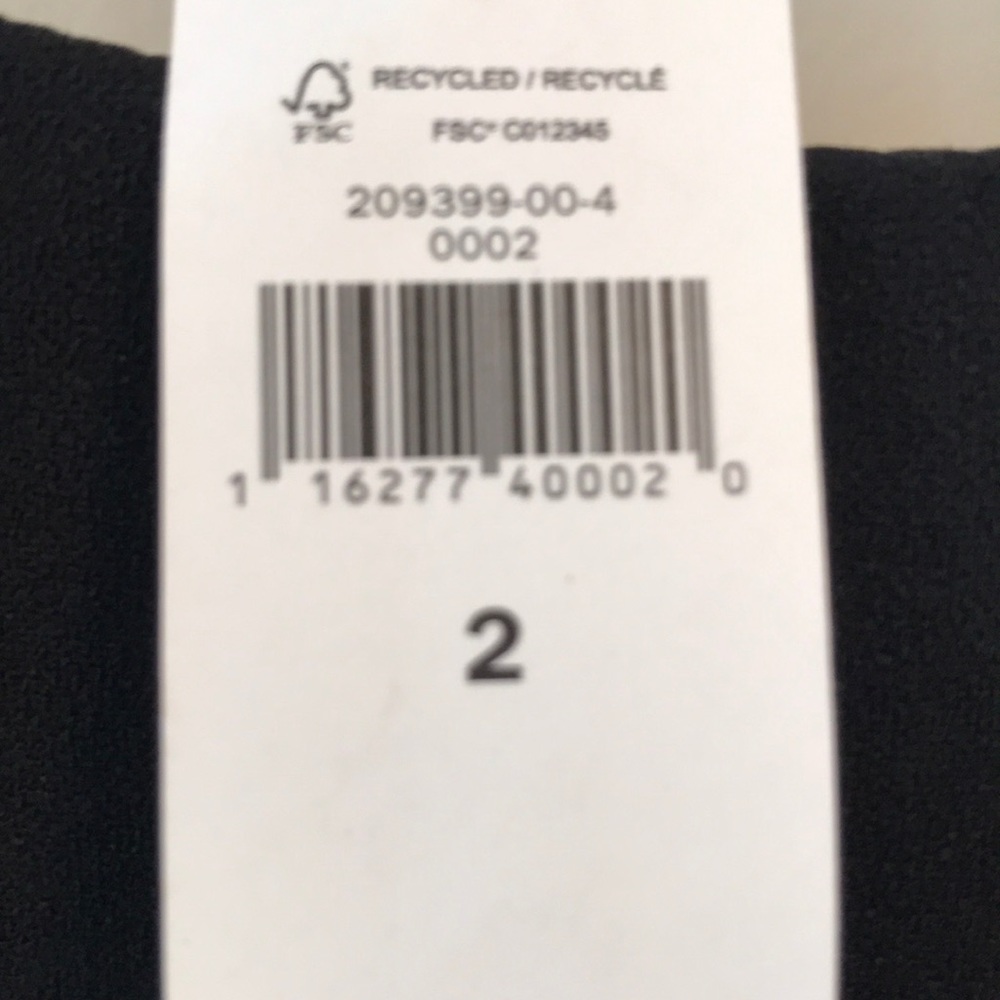 RECYCLED / RECYCLÉ
FSC
FSC® C012345
209399-00-4
0002
1 16277 40002 0
2